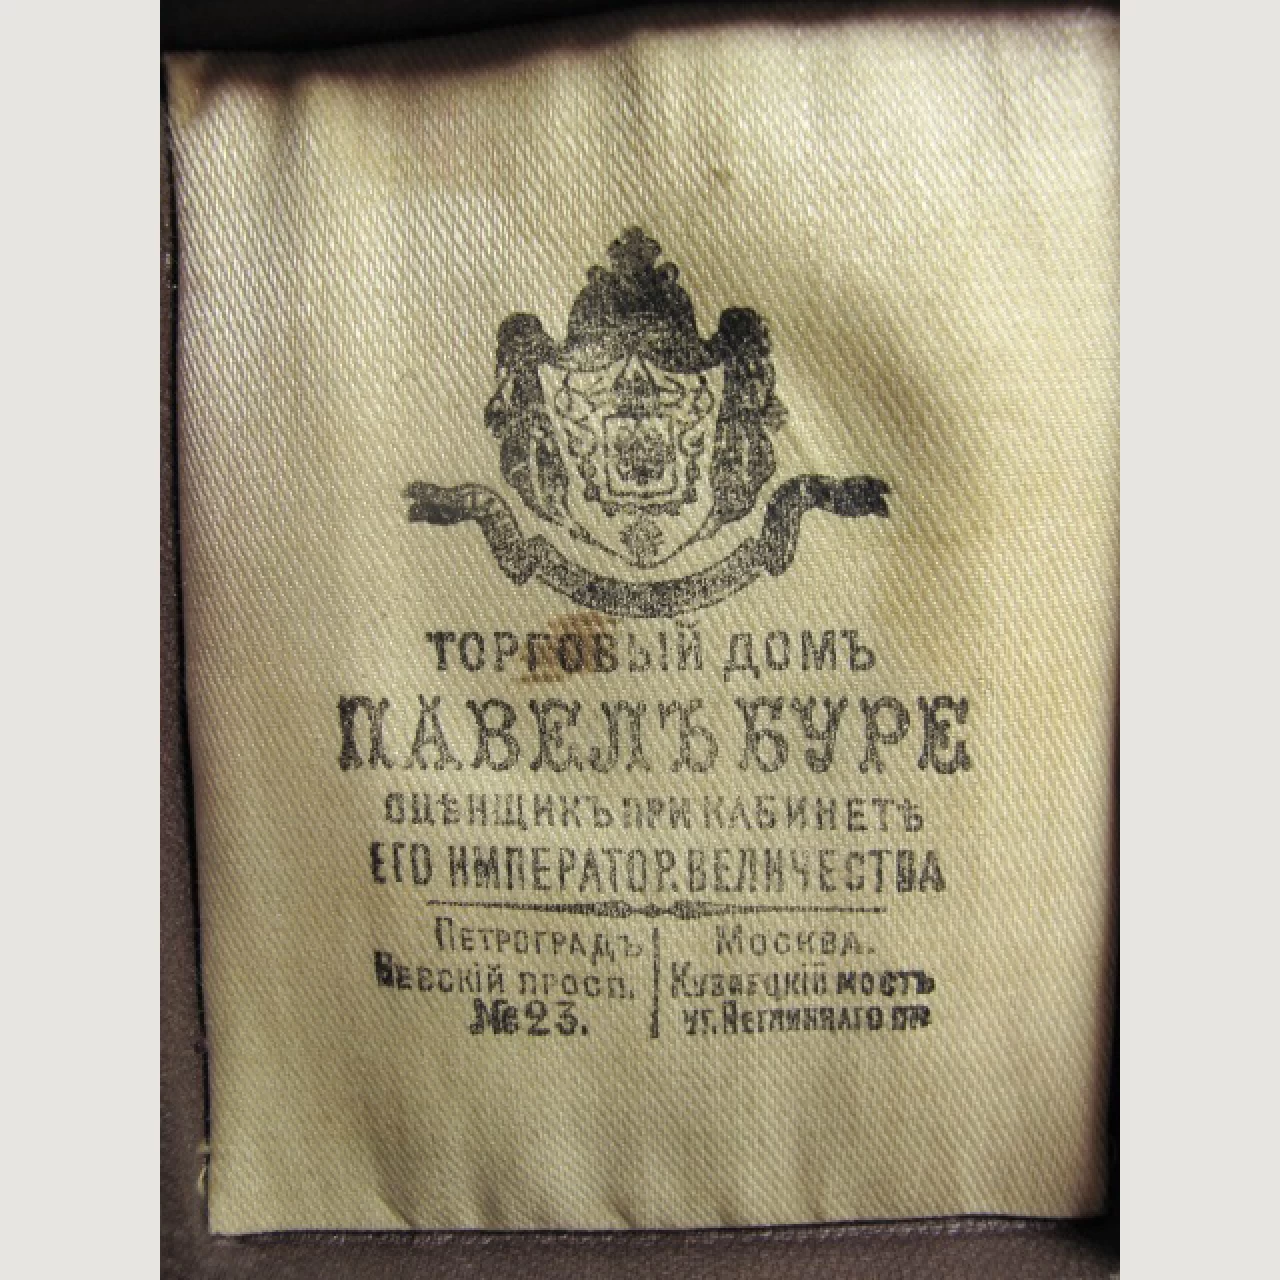 ТОРГОВЫЙ ДОМЪ
ПАВЕЛЪ БУРЕ
ОЦѢНЩИКЪ ПРИ КАБИНЕТѢ
ЕГО ИМПЕРАТОР. ВЕЛИЧЕСТВА
ПЕТРОГРАДЪ
НЕВСКІЙ ПРОСП.
№ 23.
МОСКВА.
КУЗНЕЦКІЙ МОСТЪ
УГ. НЕГЛИННАГО ПР